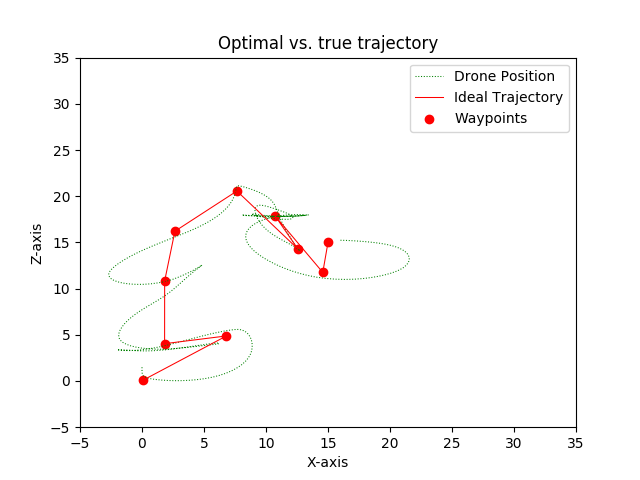 Optimal vs. true trajectory
Drone Position
Ideal Trajectory
Waypoints
Z-axis
35
30
25
20
15
10
5
0
−5
−5 0 5 10 15 20 25 30 35
X-axis